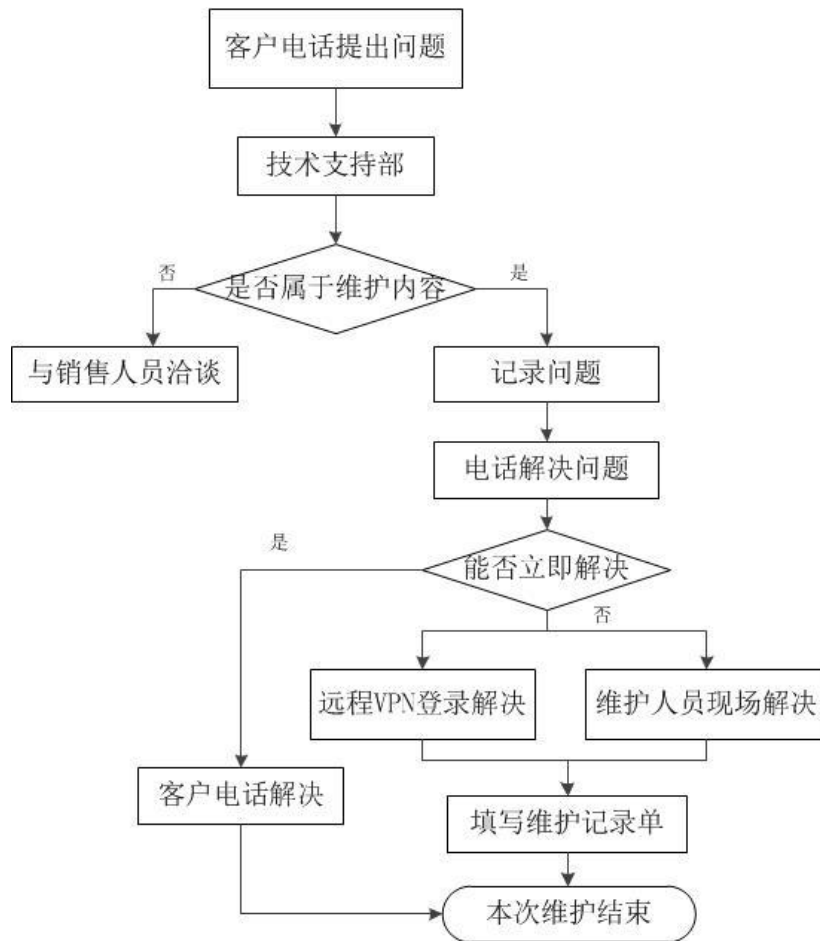 客户电话提出问题
技术支持部
是否属于维护内容
否
是
与销售人员洽谈
记录问题
电话解决问题
是
能否立即解决
否
远程VPN登录解决
维护人员现场解决
客户电话解决
填写维护记录单
本次维护结束